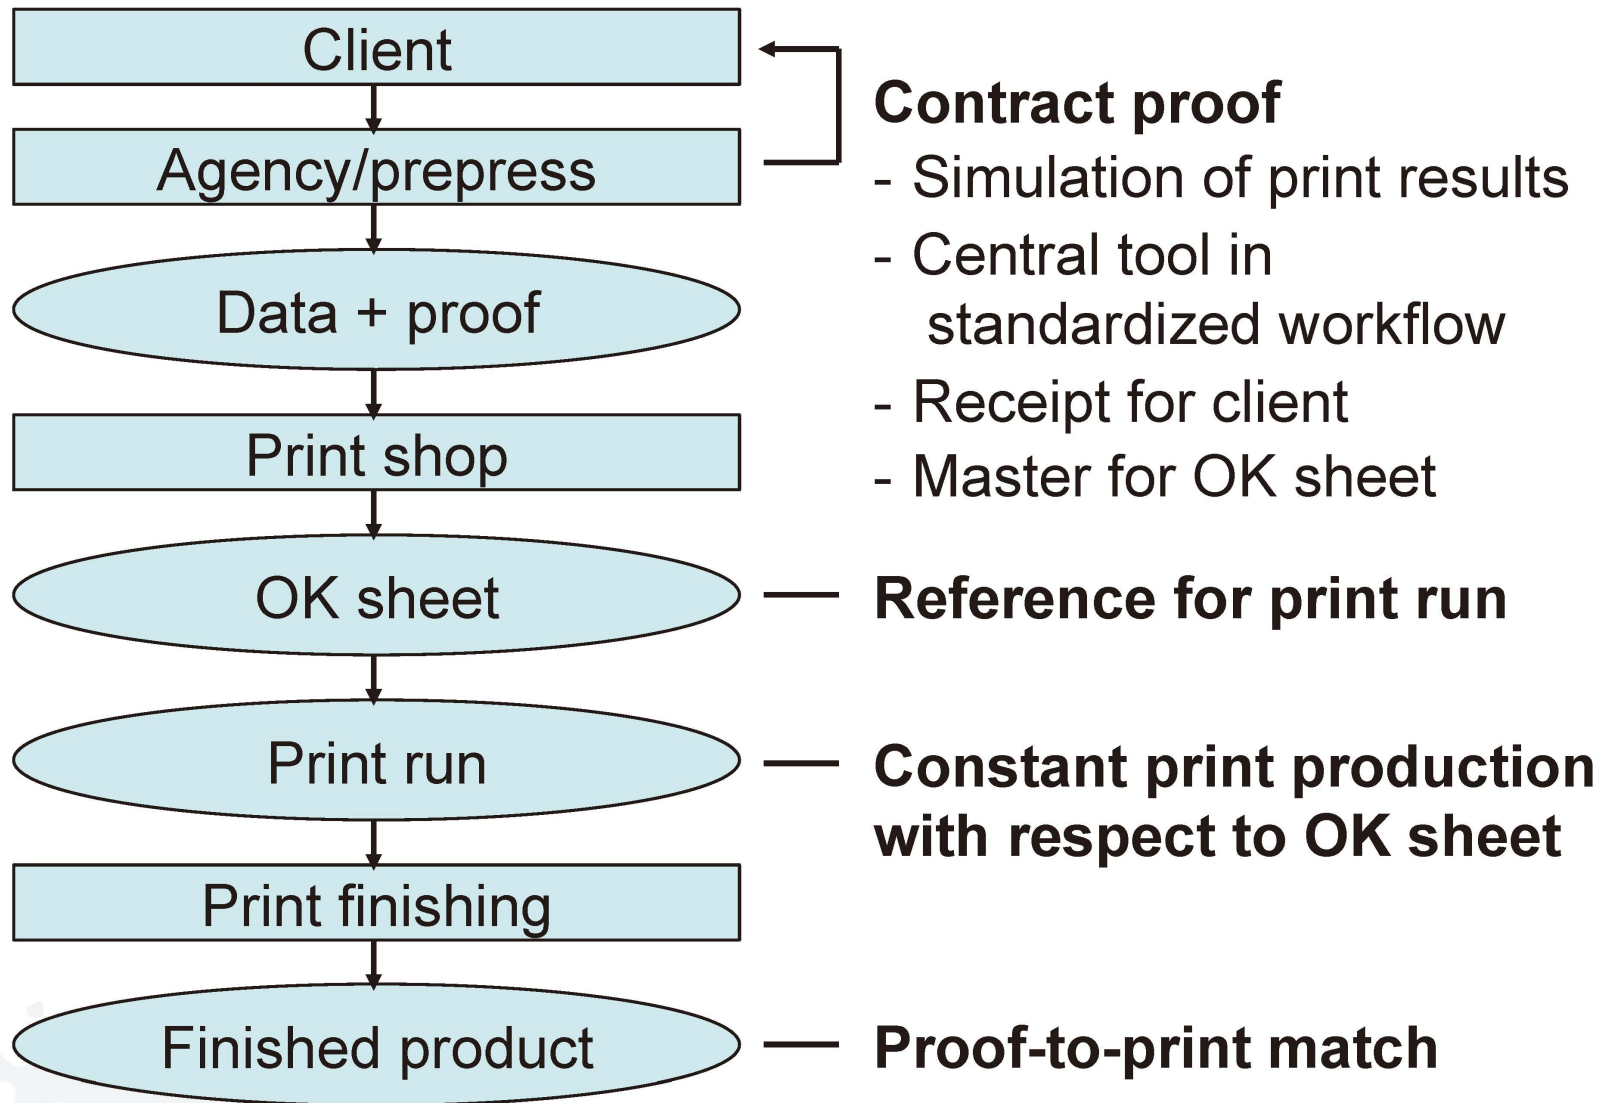 Client
Agency/prepress
Data + proof
Print shop
OK sheet
Print run
Print finishing
Finished product
Contract proof
- Simulation of print results
- Central tool in
standardized workflow
- Receipt for client
- Master for OK sheet
Reference for print run
Constant print production
with respect to OK sheet
Proof-to-print match